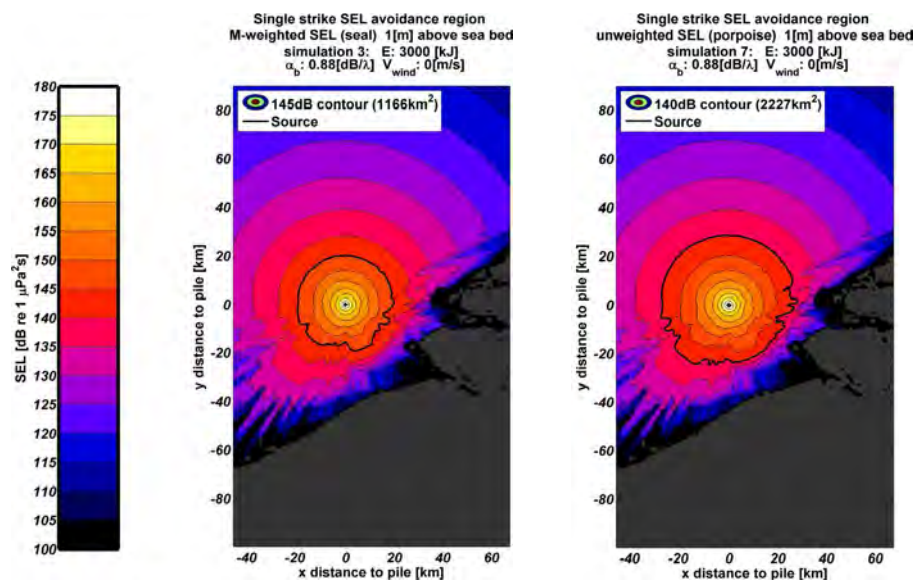 Single strike SEL avoidance region
M-weighted SEL (seal) 1[m] above sea bed
simulation 3: E: 3000 [kJ]
α_b: 0.88[dB/λ] V_wind: 0[m/s]
Single strike SEL avoidance region
unweighted SEL (porpoise) 1[m] above sea bed
simulation 7: E: 3000 [kJ]
α_b: 0.88[dB/λ] V_wind: 0[m/s]
SEL [dB re 1 μPa²s]
180
175
170
165
160
155
150
145
140
135
130
125
120
115
110
105
100
145dB contour (1166km²)
Source
y distance to pile [km]
80
60
40
20
0
-20
-40
-60
-80
-40 -20 0 20 40 60
x distance to pile [km]
140dB contour (2227km²)
Source
y distance to pile [km]
80
60
40
20
0
-20
-40
-60
-80
-40 -20 0 20 40 60
x distance to pile [km]